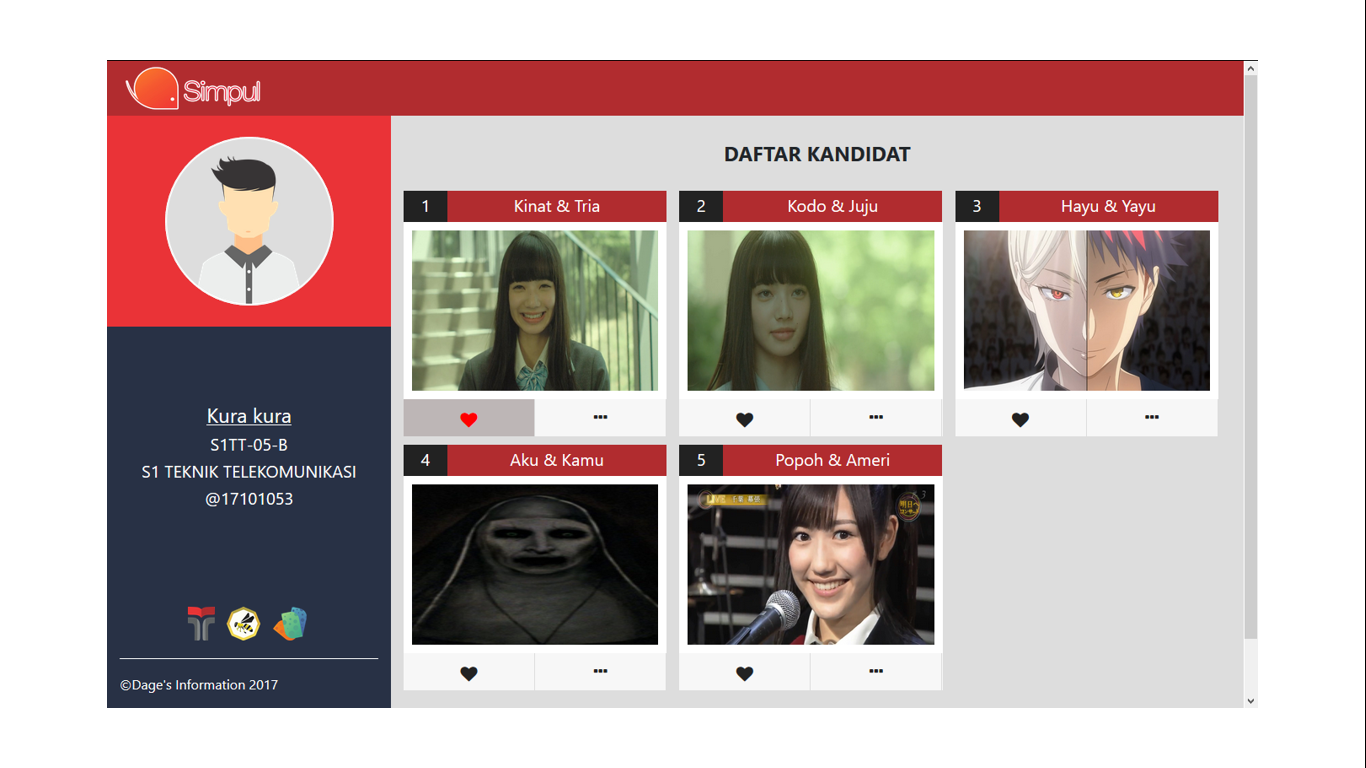 Simpul
DAFTAR KANDIDAT
1 Kinat & Tria
2 Kodo & Juju
3 Hayu & Yayu
4 Aku & Kamu
5 Popoh & Ameri
Kura kura
S1TT-05-B
S1 TEKNIK TELEKOMUNIKASI
@17101053
©Dage's Information 2017